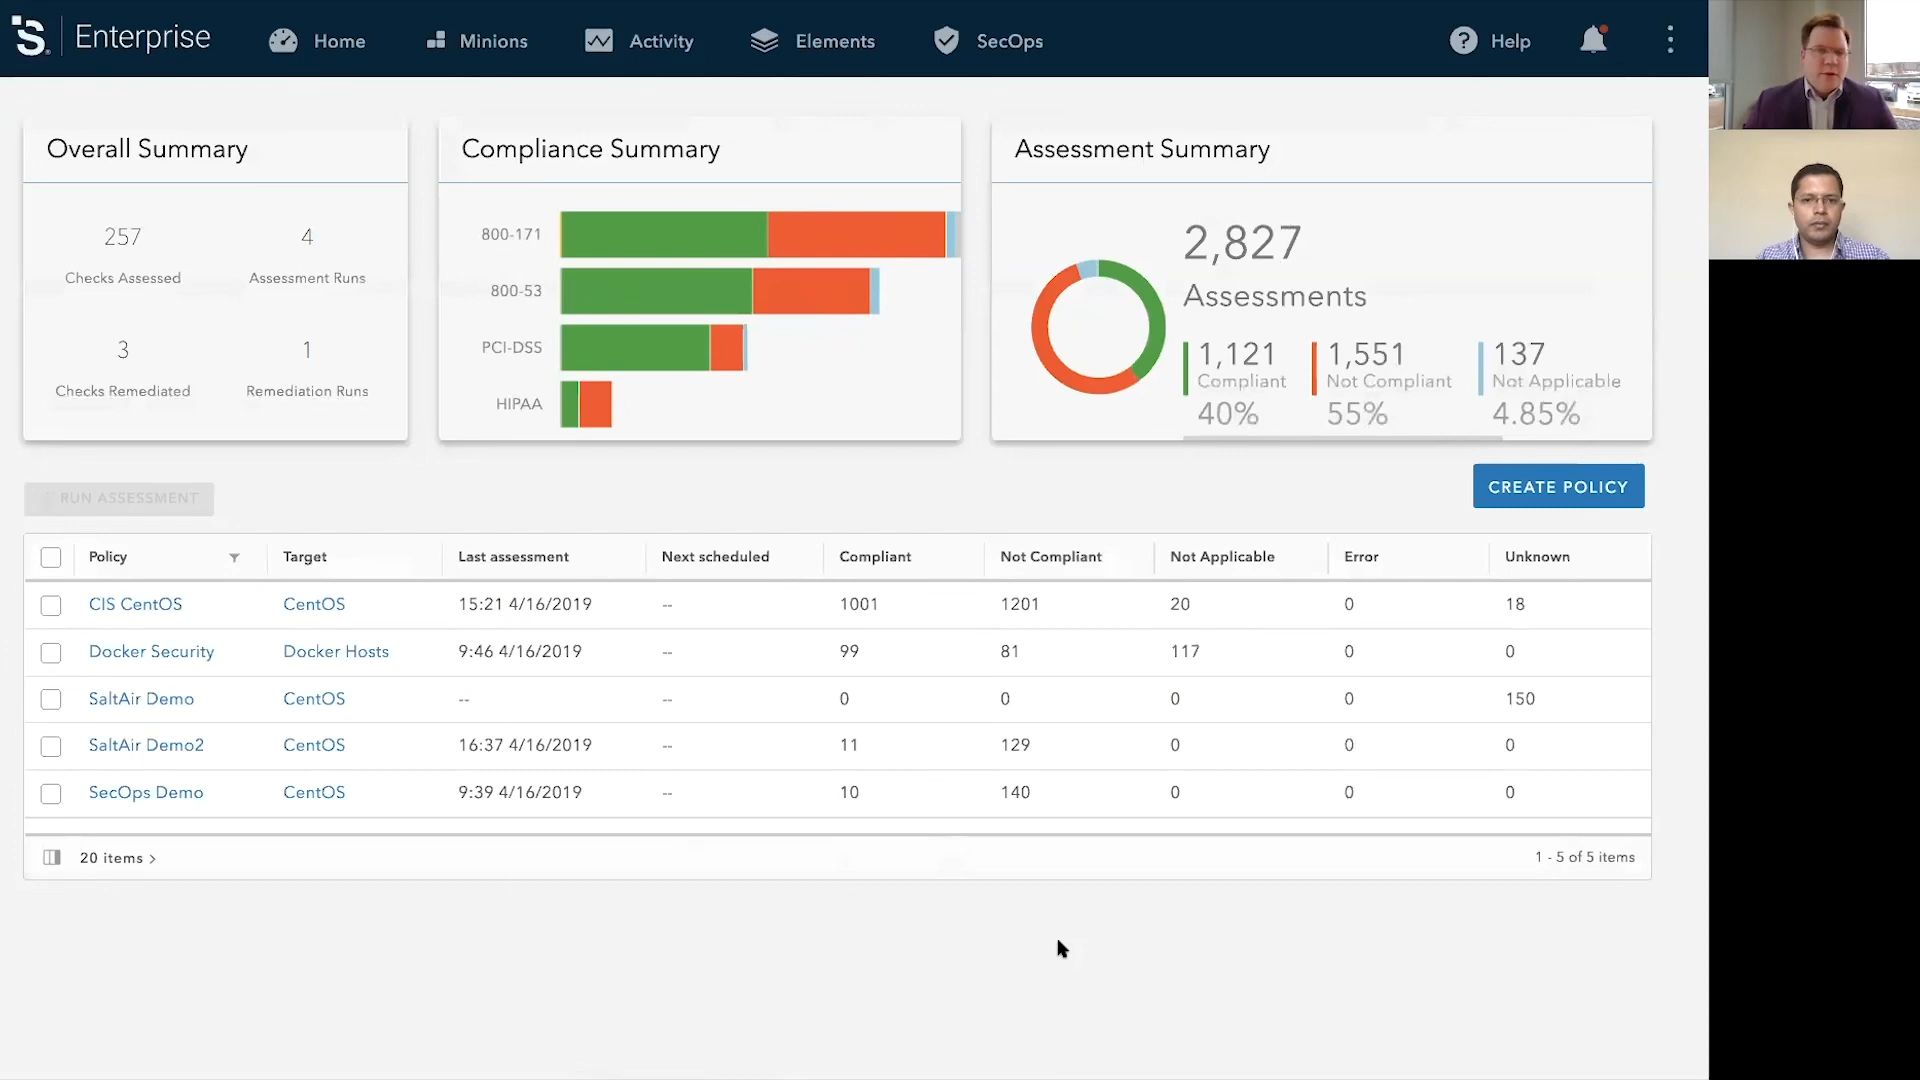 S. Enterprise Home Minions Activity Elements SecOps ? Help
Overall Summary
257 4
Checks Assessed Assessment Runs
3 1
Checks Remediated Remediation Runs
Compliance Summary
800-171
800-53
PCI-DSS
HIPAA
Assessment Summary
2,827
Assessments
1,121 1,551 137
Compliant Not Compliant Not Applicable
40% 55% 4.85%
RUN ASSESSMENT
CREATE POLICY
Policy Target Last assessment Next scheduled Compliant Not Compliant Not Applicable Error Unknown
CIS CentOS CentOS 15:21 4/16/2019 -- 1001 1201 20 0 18
Docker Security Docker Hosts 9:46 4/16/2019 -- 99 81 117 0 0
SaltAir Demo CentOS -- -- 0 0 0 0 150
SaltAir Demo2 CentOS 16:37 4/16/2019 -- 11 129 0 0 0
SecOps Demo CentOS 9:39 4/16/2019 -- 10 140 0 0 0
20 items > 1 - 5 of 5 items